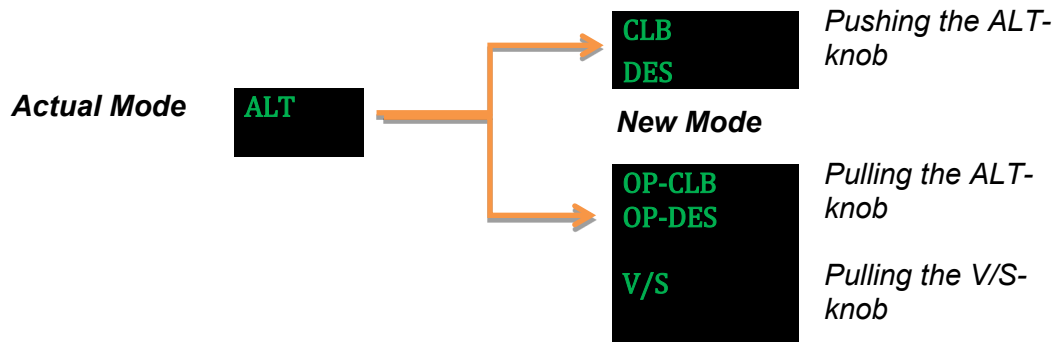 Actual Mode
ALT
CLB
DES
Pushing the ALT-
knob
New Mode
OP-CLB
OP-DES
Pulling the ALT-
knob
V/S
Pulling the V/S-
knob